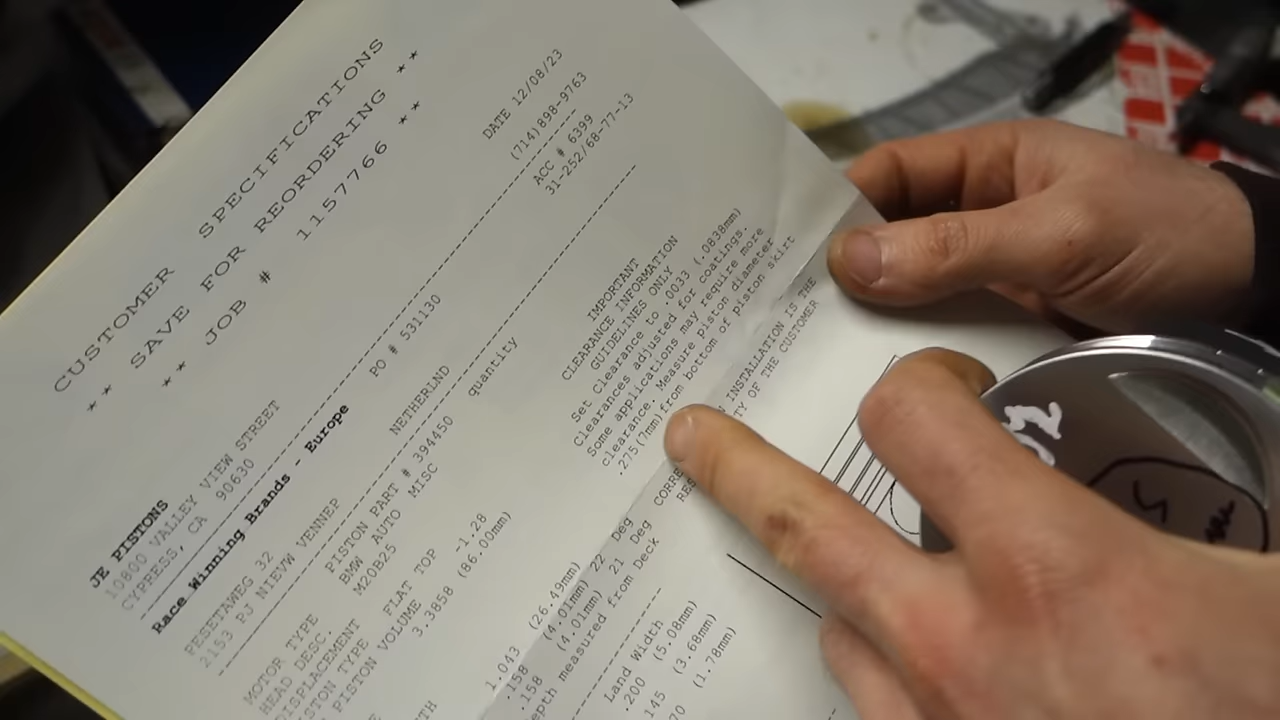 CUSTOMER SPECIFICATIONS
** SAVE FOR REORDERING **
** JOB # 1157766 **
JE PISTONS DATE 12/08/23
10800 VALLEY VIEW STREET (714)898-9763
CYPRESS, CA 90630
Race Winning Brands - Europe PO # 531130 ACC # 6399
31-252/68-77-13
PESETAWEG 32
2153 PJ NIEVW VENNEP NETHERLND
PISTON PART # 394450 quantity
MOTOR TYPE BMW AUTO MISC
HEAD DESC. M20B25
DISPLACEMENT
PISTON TYPE FLAT TOP
PISTON VOLUME -1.28
3.3858 (86.00mm)
IMPORTANT
CLEARANCE INFORMATION
GUIDELINES ONLY
Set Clearance to .0033 (.0838mm)
Clearances adjusted for coatings.
Some applications may require more
clearance. Measure piston diameter
.275(7mm)from bottom of piston skirt
INSTALLATION IS THE
OF THE CUSTOMER
1.043 (26.49mm)
.158 (4.01mm) 22 Deg
.158 (4.01mm) 21 Deg
measured from Deck
Land Width
.200 (5.08mm)
145 (3.68mm)
70 (1.78mm)